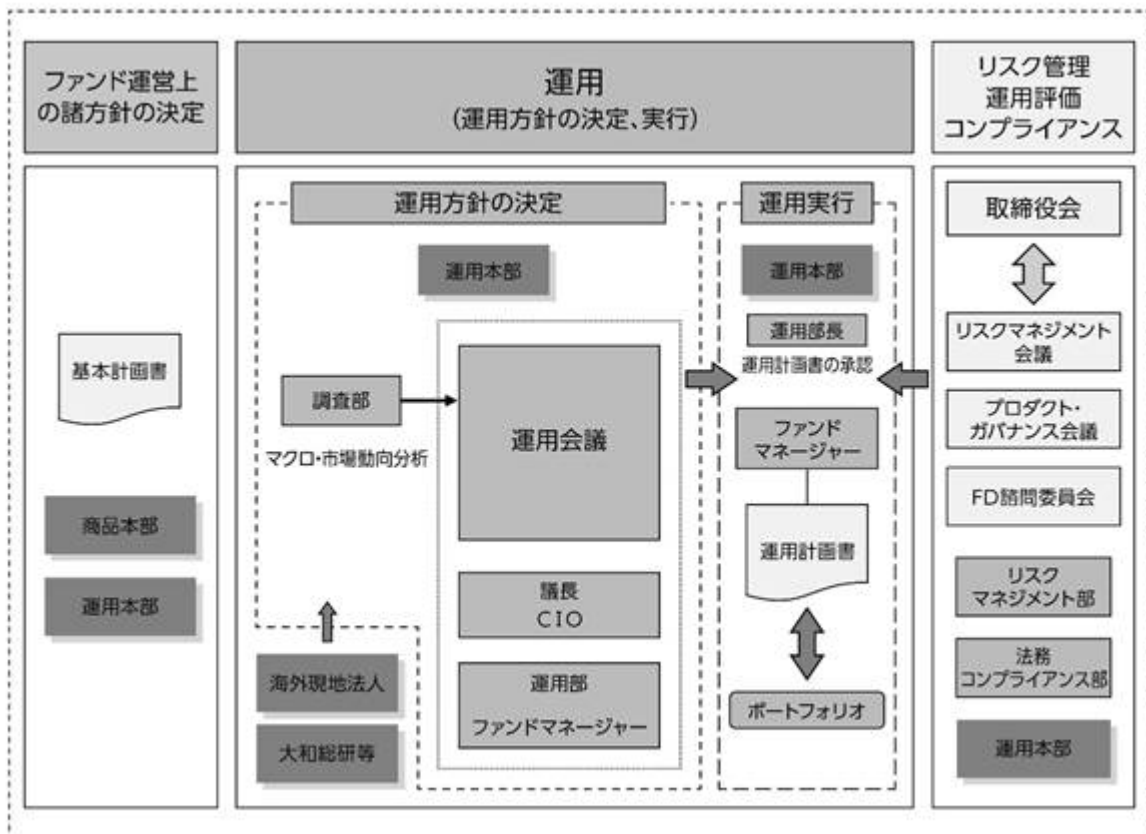 ファンド運営上
の諸方針の決定
運用
(運用方針の決定、実行)
リスク管理
運用評価
コンプライアンス
基本計画書
商品本部
運用本部
運用方針の決定
運用本部
調査部
マクロ・市場動向分析
運用会議
議長
CIO
運用部
ファンドマネージャー
海外現地法人
大和総研等
運用実行
運用本部
運用部長
運用計画書の承認
ファンド
マネージャー
運用計画書
ポートフォリオ
取締役会
リスクマネジメント
会議
プロダクト・
ガバナンス会議
FD諮問委員会
リスク
マネジメント部
法務
コンプライアンス部
運用本部